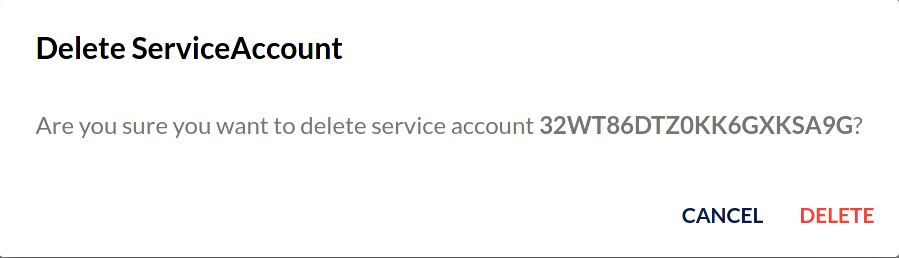 Delete ServiceAccount
Are you sure you want to delete service account 32WT86DTZ0KK6GXKSA9G?
CANCEL DELETE